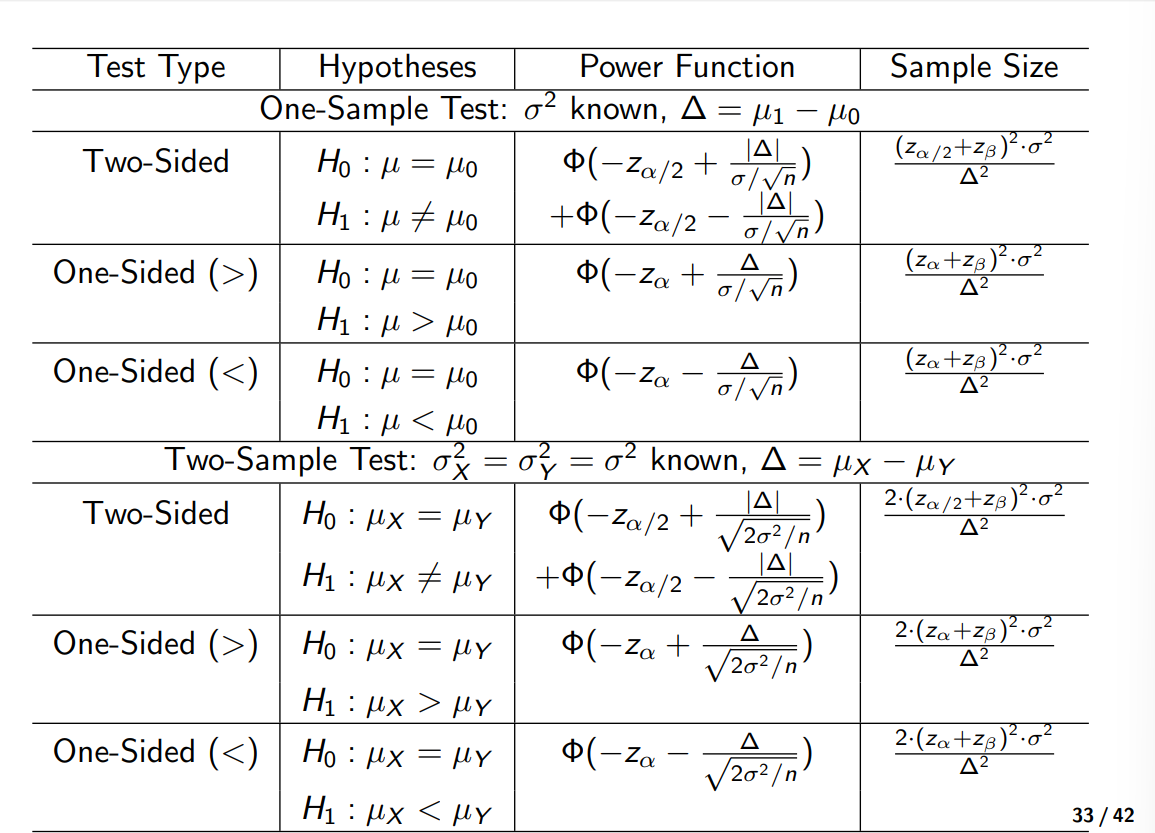 Test Type Hypotheses Power Function Sample Size
One-Sample Test: σ² known, Δ = μ₁ − μ₀
Two-Sided H₀ : μ = μ₀ Φ(−z_{α/2} + |Δ|/(σ/√n)) (z_{α/2}+z_β)²·σ²/Δ²
H₁ : μ ≠ μ₀ +Φ(−z_{α/2} − |Δ|/(σ/√n))
One-Sided (>) H₀ : μ = μ₀ Φ(−z_α + Δ/(σ/√n)) (z_α+z_β)²·σ²/Δ²
H₁ : μ > μ₀
One-Sided (<) H₀ : μ = μ₀ Φ(−z_α − Δ/(σ/√n)) (z_α+z_β)²·σ²/Δ²
H₁ : μ < μ₀
Two-Sample Test: σ²_X = σ²_Y = σ² known, Δ = μ_X − μ_Y
Two-Sided H₀ : μ_X = μ_Y Φ(−z_{α/2} + |Δ|/√(2σ²/n)) 2·(z_{α/2}+z_β)²·σ²/Δ²
H₁ : μ_X ≠ μ_Y +Φ(−z_{α/2} − |Δ|/√(2σ²/n))
One-Sided (>) H₀ : μ_X = μ_Y Φ(−z_α + Δ/√(2σ²/n)) 2·(z_α+z_β)²·σ²/Δ²
H₁ : μ_X > μ_Y
One-Sided (<) H₀ : μ_X = μ_Y Φ(−z_α − Δ/√(2σ²/n)) 2·(z_α+z_β)²·σ²/Δ²
H₁ : μ_X < μ_Y
33 / 42